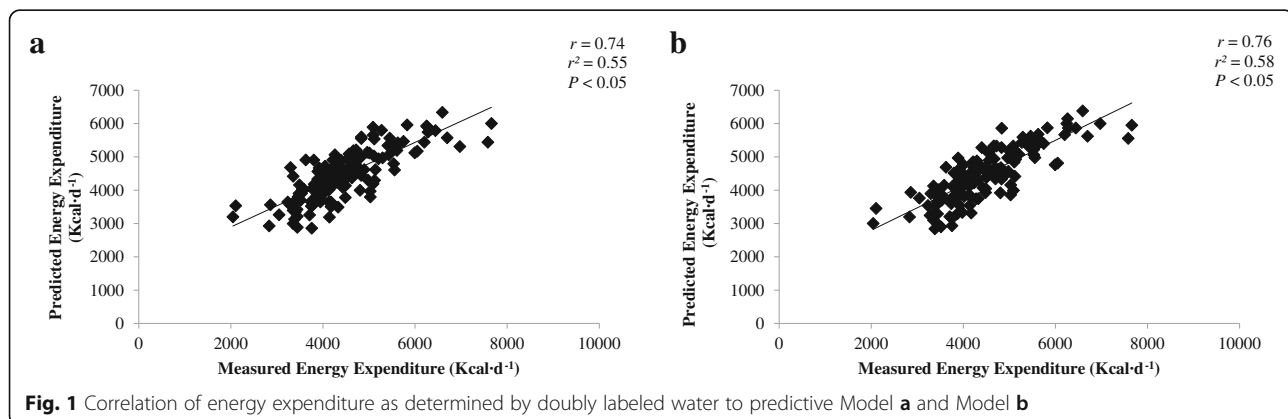 a
r = 0.74
r² = 0.55
P < 0.05
Predicted Energy Expenditure
(Kcal·d⁻¹)
7000
6000
5000
4000
3000
2000
1000
0
0 2000 4000 6000 8000 10000
Measured Energy Expenditure (Kcal·d⁻¹)
b
r = 0.76
r² = 0.58
P < 0.05
Predicted Energy Expenditure
(Kcal·d⁻¹)
7000
6000
5000
4000
3000
2000
1000
0
0 2000 4000 6000 8000 10000
Measured Energy Expenditure (Kcal·d⁻¹)
Fig. 1 Correlation of energy expenditure as determined by doubly labeled water to predictive Model a and Model b